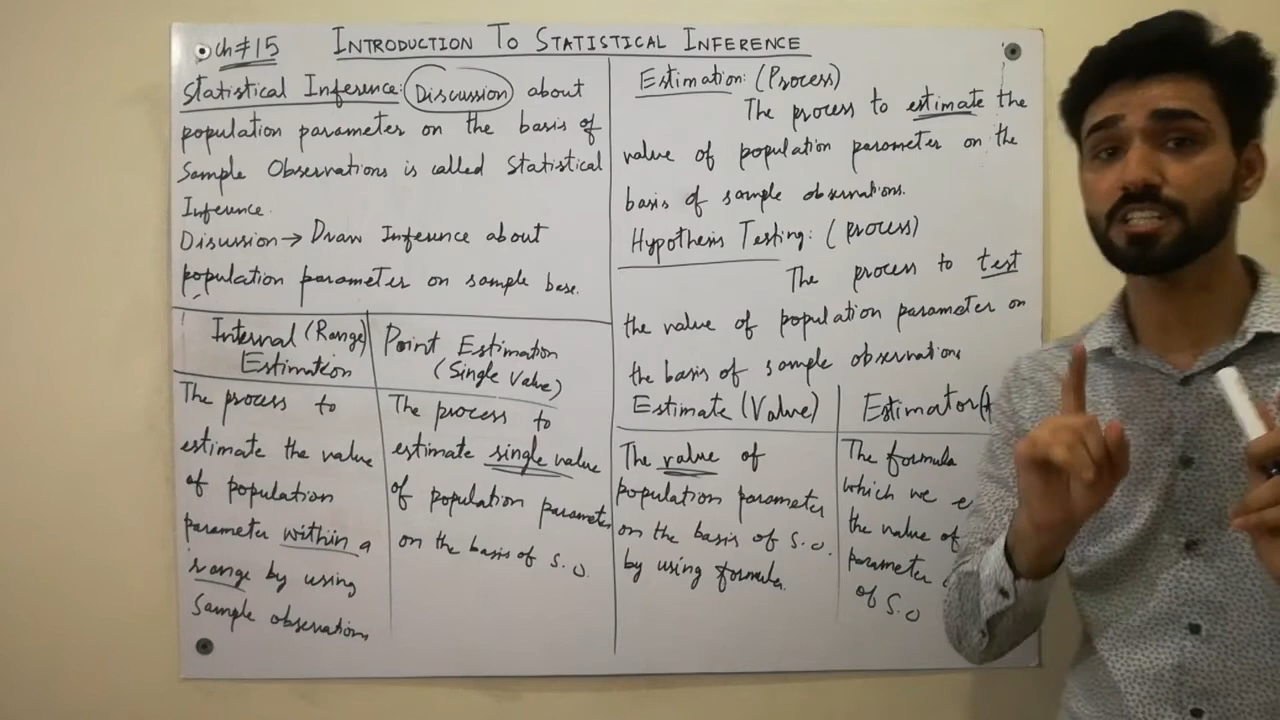 Ch#15 INTRODUCTION TO STATISTICAL INFERENCE
Statistical Inference: Discussion about
population parameter on the basis of
Sample Observations is called Statistical
Inference.
Disussion → Draw Inference about
population parameter on sample base.
Interval (Range)
Estimation
The process to
estimate the value
of population
parameter within a
range by using
Sample observations
Point Estimation
(Single Value)
The process to
estimate single value
of population parameter
on the basis of S.O.
Estimation: (Process)
The process to estimate the
value of population parameter on the
basis of sample observations.
Hypothesis Testing: (process)
The process to test
the value of population parameter on
the basis of sample observations
Estimate (Value)
The value of
population parameter
on the basis of S.O.
by using formula.
Estimator
The formula
which we
the value of
parameter
of S.O